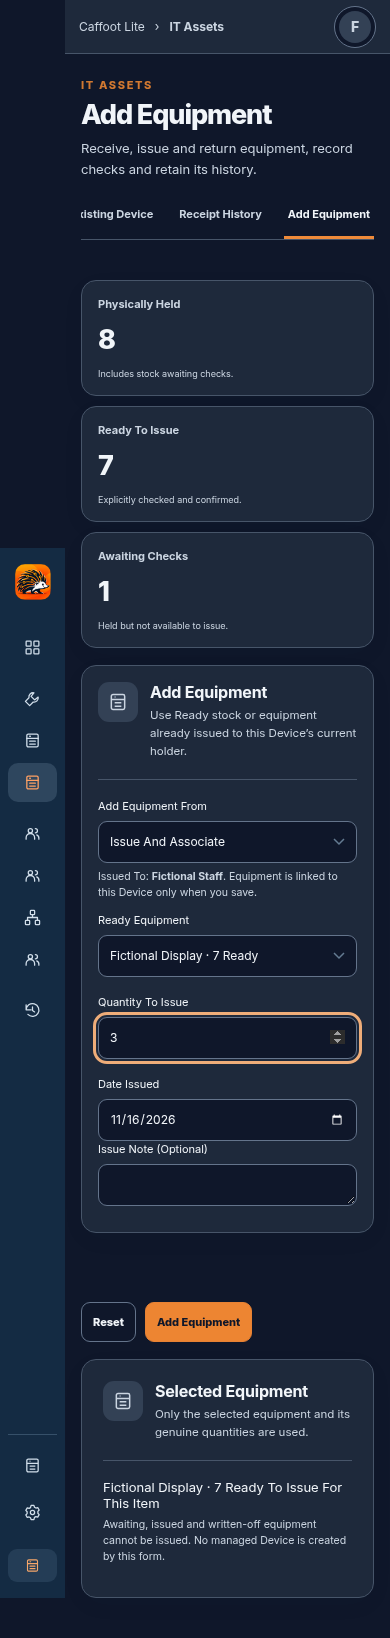 Caffoot Lite › IT Assets
F
IT ASSETS
Add Equipment
Receive, issue and return equipment, record
checks and retain its history.
isting Device
Receipt History
Add Equipment
Physically Held
8
Includes stock awaiting checks.
Ready To Issue
7
Explicitly checked and confirmed.
Awaiting Checks
1
Held but not available to issue.
Add Equipment
Use Ready stock or equipment
already issued to this Device's current
holder.
Add Equipment From
Issue And Associate
Issued To: Fictional Staff. Equipment is linked to
this Device only when you save.
Ready Equipment
Fictional Display · 7 Ready
Quantity To Issue
3
Date Issued
11/16/2026
Issue Note (Optional)
Reset
Add Equipment
Selected Equipment
Only the selected equipment and its
genuine quantities are used.
Fictional Display · 7 Ready To Issue For
This Item
Awaiting, issued and written-off equipment
cannot be issued. No managed Device is created
by this form.